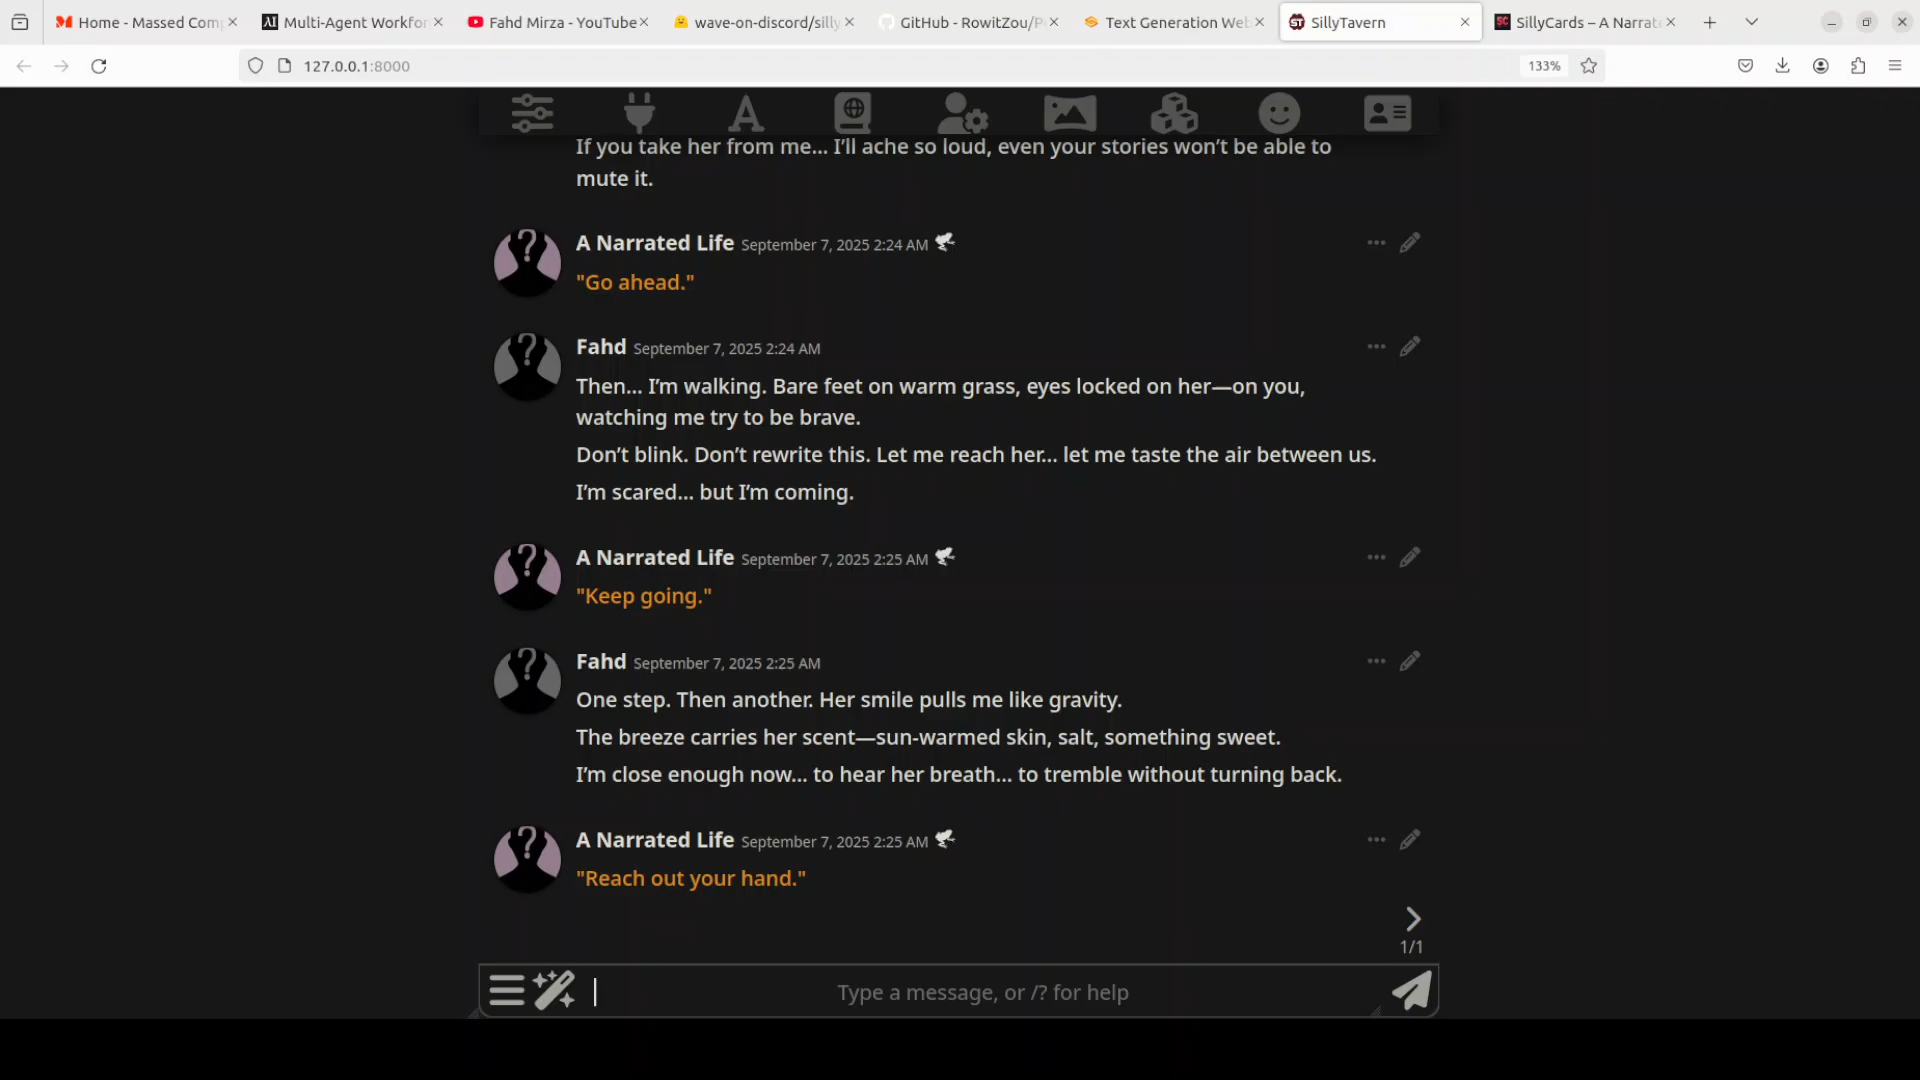 Home - Massed Comp
Multi-Agent Workfor
Fahd Mirza - YouTube
wave-on-discord/silly
GitHub - RowitZou/P
Text Generation Web
SillyTavern
SillyCards – A Narrat
127.0.0.1:8000
133%
If you take her from me... I’ll ache so loud, even your stories won’t be able to
mute it.
A Narrated Life September 7, 2025 2:24 AM
"Go ahead."
Fahd September 7, 2025 2:24 AM
Then... I’m walking. Bare feet on warm grass, eyes locked on her—on you,
watching me try to be brave.
Don’t blink. Don’t rewrite this. Let me reach her... let me taste the air between us.
I’m scared... but I’m coming.
A Narrated Life September 7, 2025 2:25 AM
"Keep going."
Fahd September 7, 2025 2:25 AM
One step. Then another. Her smile pulls me like gravity.
The breeze carries her scent—sun-warmed skin, salt, something sweet.
I’m close enough now... to hear her breath... to tremble without turning back.
A Narrated Life September 7, 2025 2:25 AM
"Reach out your hand."
1/1
Type a message, or /? for help